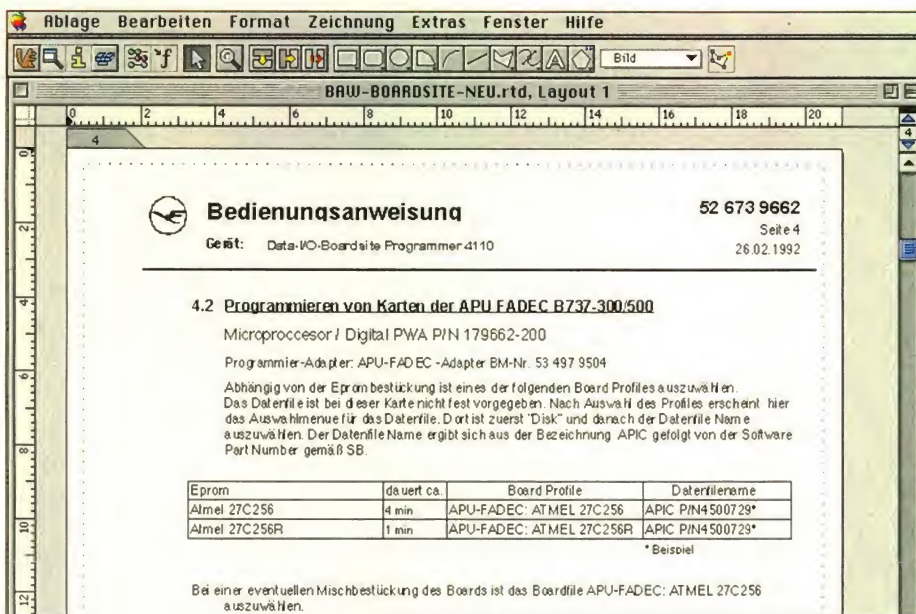 Ablage Bearbeiten Format Zeichnung Extras Fenster Hilfe
Bild
BAW-BOARDSITE-NEU.rtd, Layout 1
0 2 4 6 8 10 12 14 16 18 20
4
4
0
2
4
6
8
10
12
Bedienungsanweisung
52 673 9662
Gerät: Data-I/O-Boardsite Programmer 4110
Seite 4
26.02.1992
4.2 Programmieren von Karten der APU FADEC B737-300/500
Microproccesor / Digital PWA P/N 179662-200
Programmier-Adapter: APU-FADEC -Adapter BM-Nr. 53 497 9504
Abhängig von der Eprombestückung ist eines der folgenden Board Profiles auszuwählen.
Das Datenfile ist bei dieser Karte nicht fest vorgegeben. Nach Auswahl des Profiles erscheint hier
das Auswahlmenue für das Datenfile. Dort ist zuerst "Disk" und danach der Datenfile Name
auszuwählen. Der Datenfile Name ergibt sich aus der Bezeichnung APIC gefolgt von der Software
Part Number gemäß SB.
Eprom dauert ca. Board Profile Datenfilename
Atmel 27C256 4 min APU-FADEC: ATMEL 27C256 APIC P/N4500729*
Atmel 27C256R 1 min APU-FADEC: ATMEL 27C256R APIC P/N4500729*
* Beispiel
Bei einer eventuellen Mischbestückung des Boards ist das Boardfile APU-FADEC: ATMEL 27C256
auszuwählen.